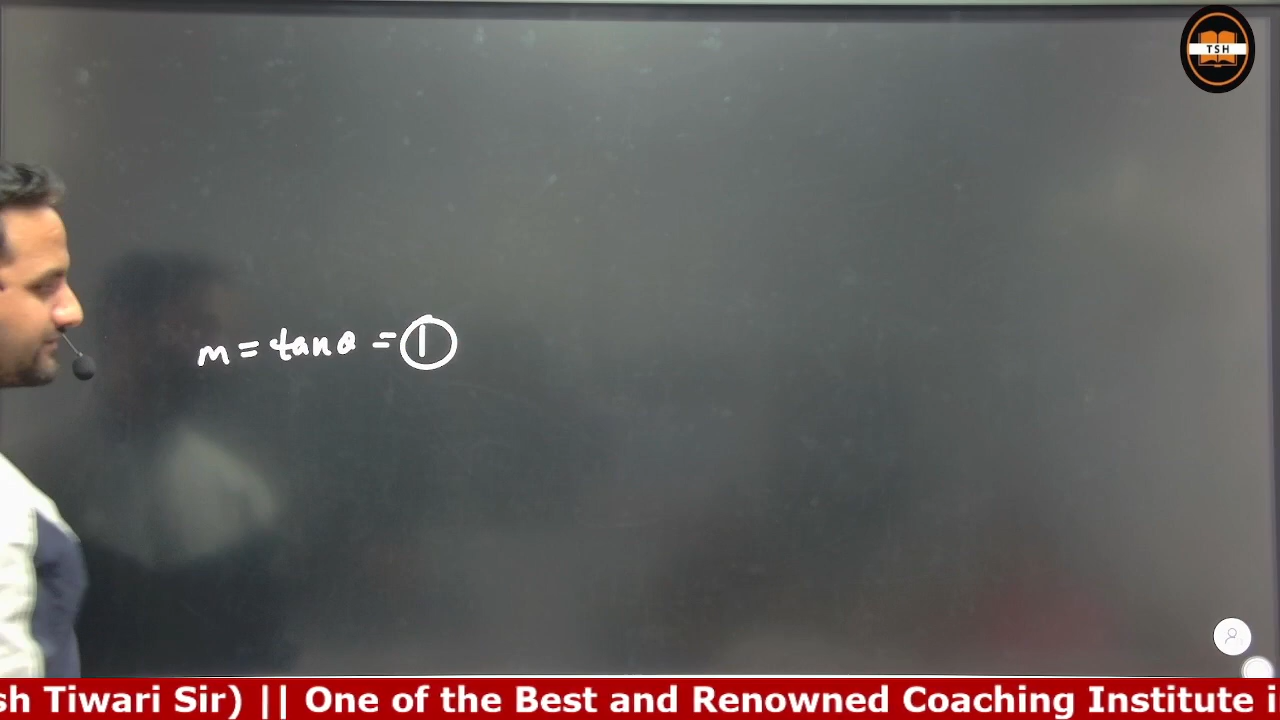 TSH
m = tanθ = 1
sh Tiwari Sir) || One of the Best and Renowned Coaching Institute i